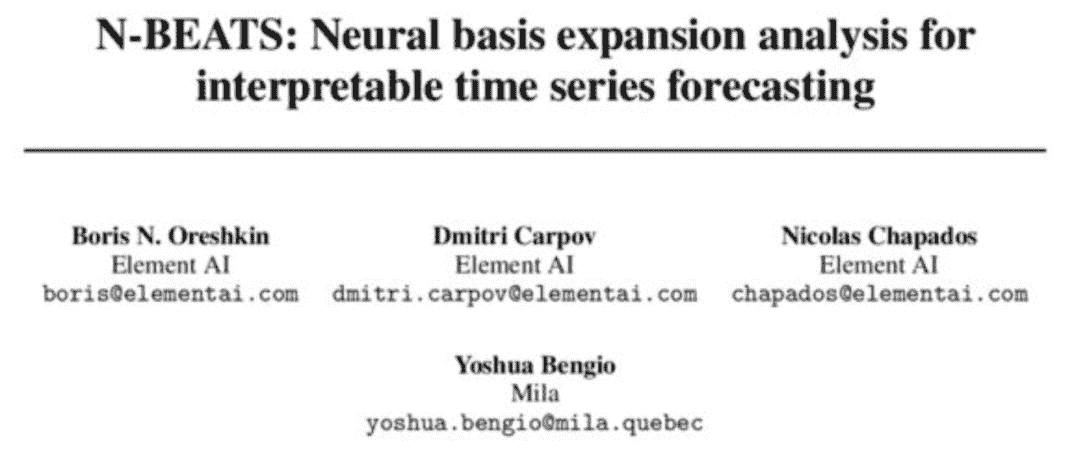 N-BEATS: Neural basis expansion analysis for
interpretable time series forecasting
Boris N. Oreshkin
Element AI
boris@elementai.com
Dmitri Carpov
Element AI
dmitri.carpov@elementai.com
Nicolas Chapados
Element AI
chapados@elementai.com
Yoshua Bengio
Mila
yoshua.bengio@mila.quebec